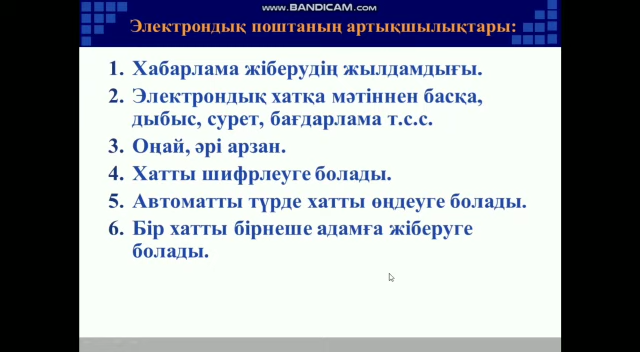 WWW.BANDICAM.COM
Электрондық поштаның артықшылықтары:
1. Хабарлама жіберудің жылдамдығы.
2. Электрондық хатқа мәтіннен басқа,
дыбыс, сурет, бағдарлама т.с.с.
3. Оңай, әрі арзан.
4. Хатты шифрлеуге болады.
5. Автоматты түрде хатты өңдеуге болады.
6. Бір хатты бірнеше адамға жіберуге
болады.